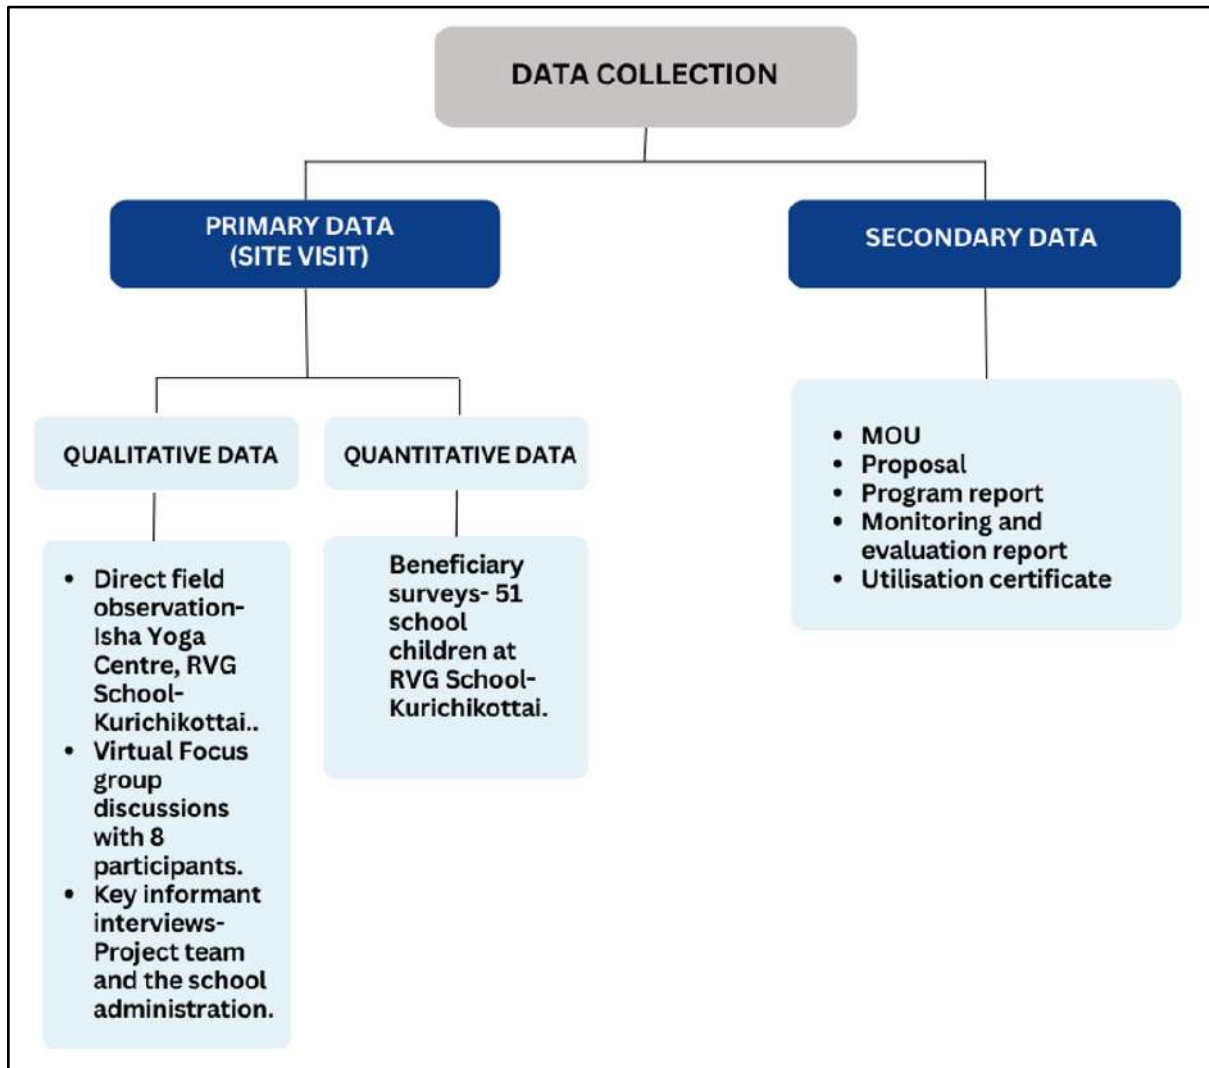 DATA COLLECTION
PRIMARY DATA
(SITE VISIT)
SECONDARY DATA
QUALITATIVE DATA
QUANTITATIVE DATA
• Direct field
observation-
Isha Yoga
Centre, RVG
School-
Kurichikottai..
• Virtual Focus
group
discussions
with 8
participants.
• Key informant
interviews-
Project team
and the school
administration.
Beneficiary
surveys- 51
school
children at
RVG School-
Kurichikottai.
• MOU
• Proposal
• Program report
• Monitoring and
evaluation report
• Utilisation certificate